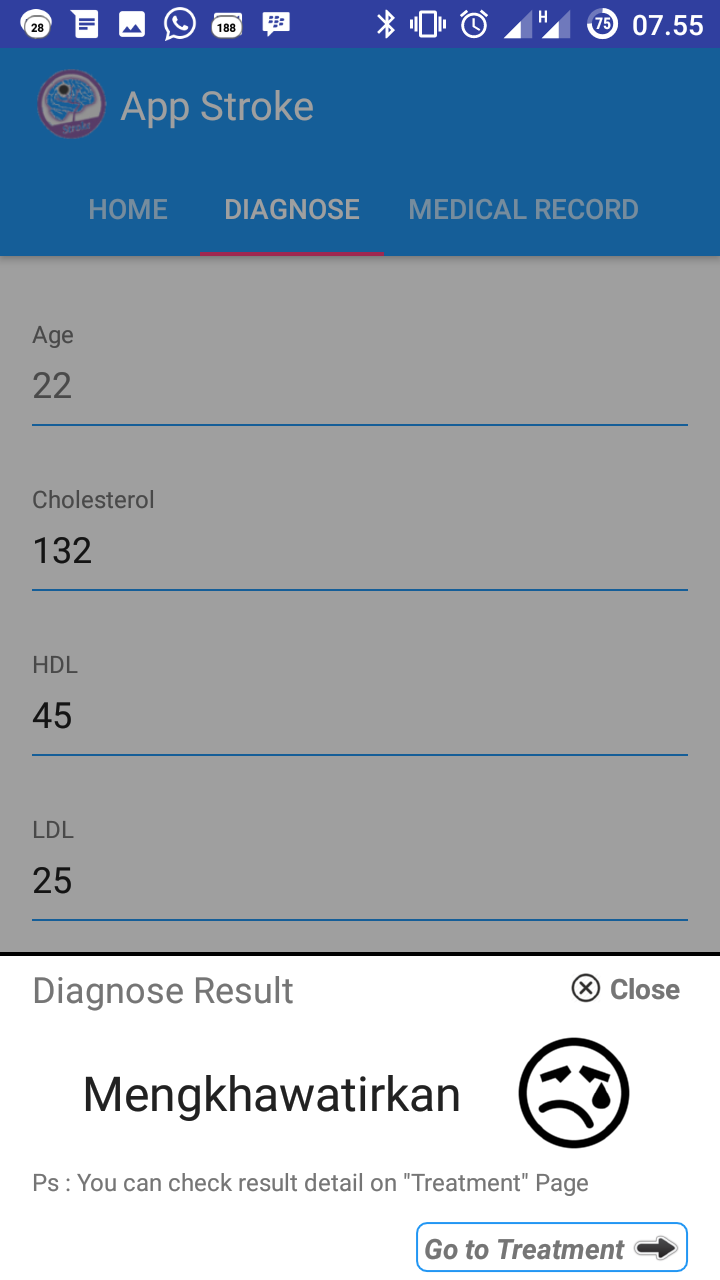 28
188
H
75
07.55
App Stroke
HOME
DIAGNOSE
MEDICAL RECORD
Age
22
Cholesterol
132
HDL
45
LDL
25
Diagnose Result
Close
Mengkhawatirkan
Ps : You can check result detail on "Treatment" Page
Go to Treatment